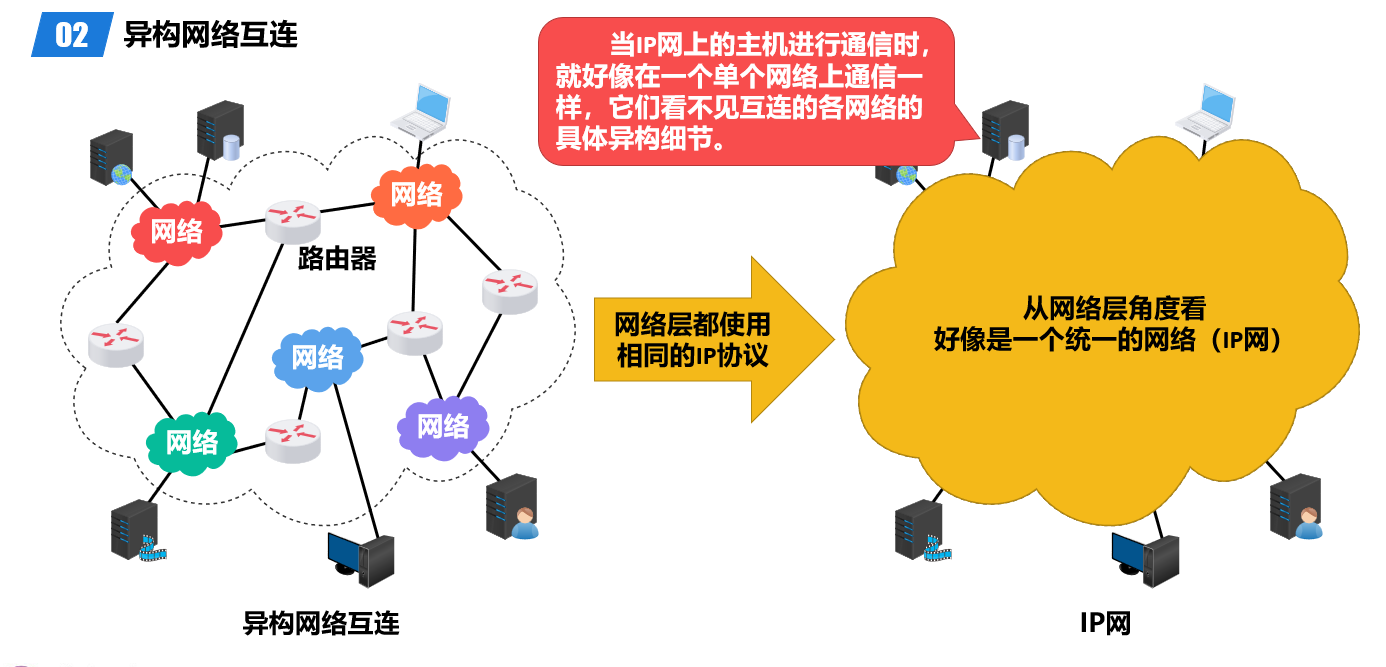 02 异构网络互连
当IP网上的主机进行通信时，
就好像在一个单个网络上通信一
样，它们看不见互连的各网络的
具体异构细节。
网络
网络
路由器
网络
网络
网络
网络层都使用
相同的IP协议
从网络层角度看
好像是一个统一的网络（IP网）
异构网络互连
IP网